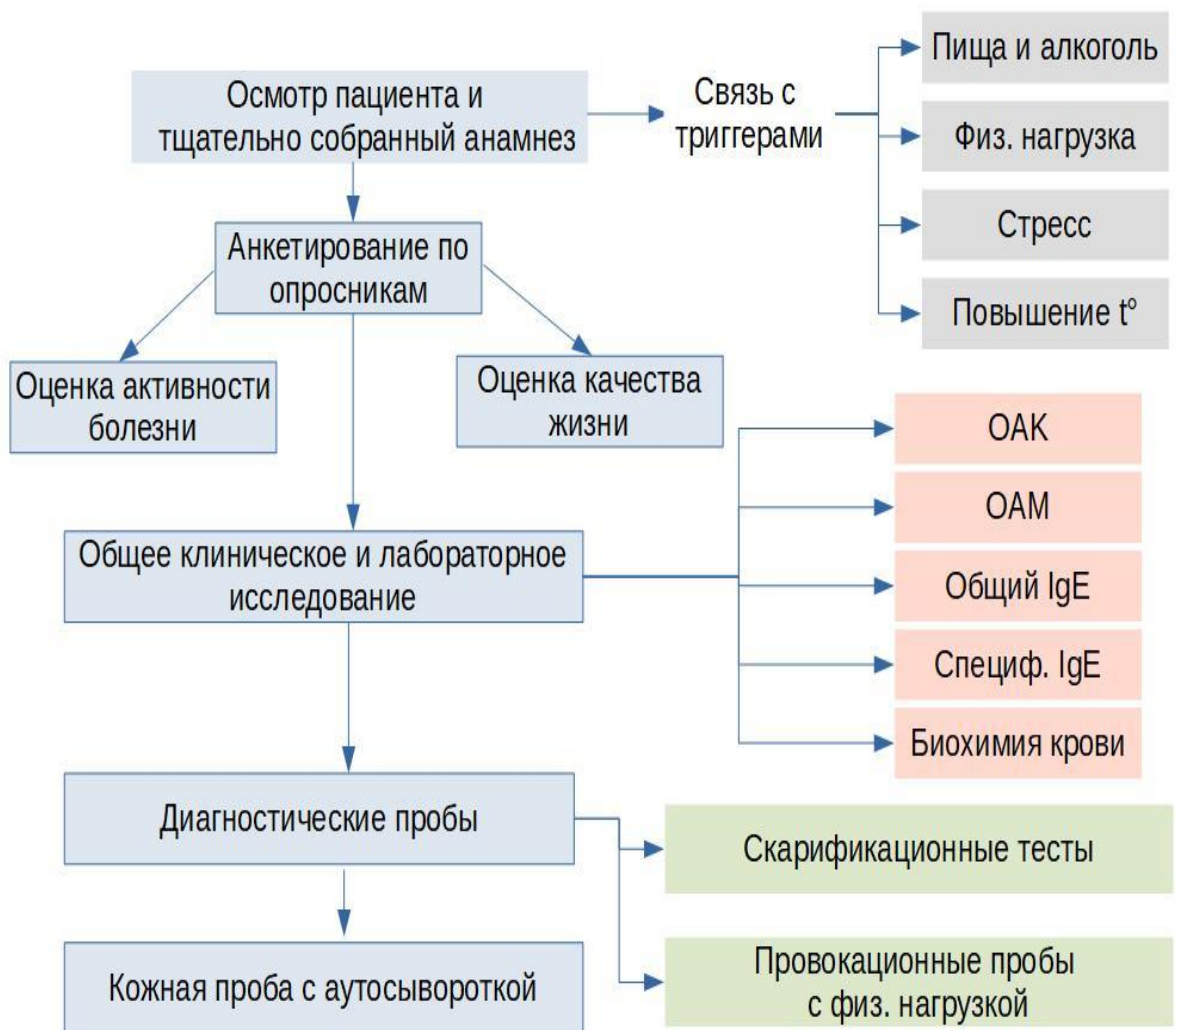 Осмотр пациента и
тщательно собранный анамнез
Связь с
триггерами
Пища и алкоголь
Физ. нагрузка
Стресс
Повышение t°
Анкетирование по
опросникам
Оценка активности
болезни
Оценка качества
жизни
Общее клиническое и лабораторное
исследование
ОАК
ОАМ
Общий IgE
Специф. IgE
Биохимия крови
Диагностические пробы
Скарификационные тесты
Провокационные пробы
с физ. нагрузкой
Кожная проба с аутосывороткой